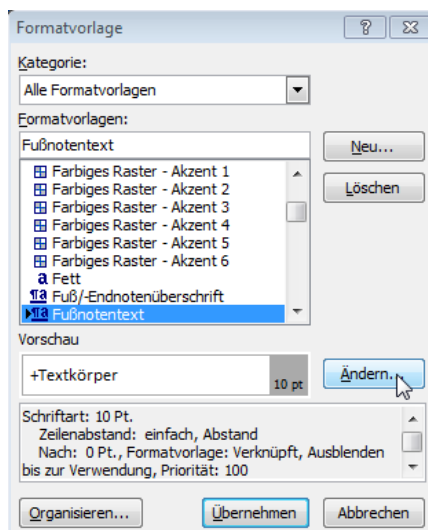 Formatvorlage
Kategorie:
Alle Formatvorlagen
Formatvorlagen:
Fußnotentext
Neu...
Farbiges Raster - Akzent 1
Farbiges Raster - Akzent 2
Löschen
Farbiges Raster - Akzent 3
Farbiges Raster - Akzent 4
Farbiges Raster - Akzent 5
Farbiges Raster - Akzent 6
a Fett
¶a Fuß/-Endnotenüberschrift
¶a Fußnotentext
Vorschau
+Textkörper
10 pt
Ändern...
Schriftart: 10 Pt.
Zeilenabstand: einfach, Abstand
Nach: 0 Pt., Formatvorlage: Verknüpft, Ausblenden
bis zur Verwendung, Priorität: 100
Organisieren...
Übernehmen
Abbrechen